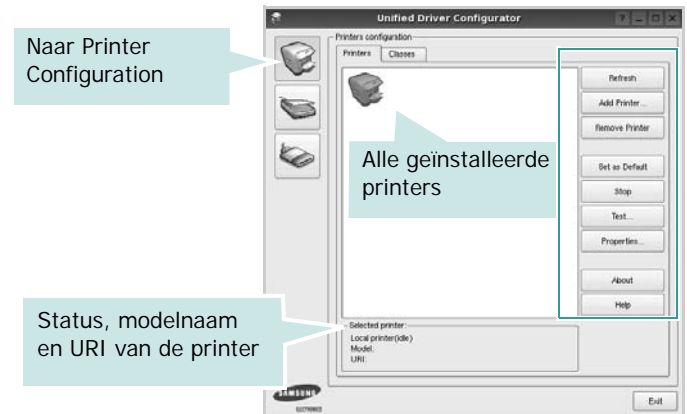 Unified Driver Configurator
Naar Printer
Configuration
Printers configuration
Printers
Classes
Refresh
Add Printer...
Remove Printer
Set as Default
Stop
Test...
Properties...
About
Help
Alle geïnstalleerde
printers
Status, modelnaam
en URI van de printer
Selected printer:
Local printer(idle)
Model:
URI:
SAMSUNG
ELECTRONICS
Exit